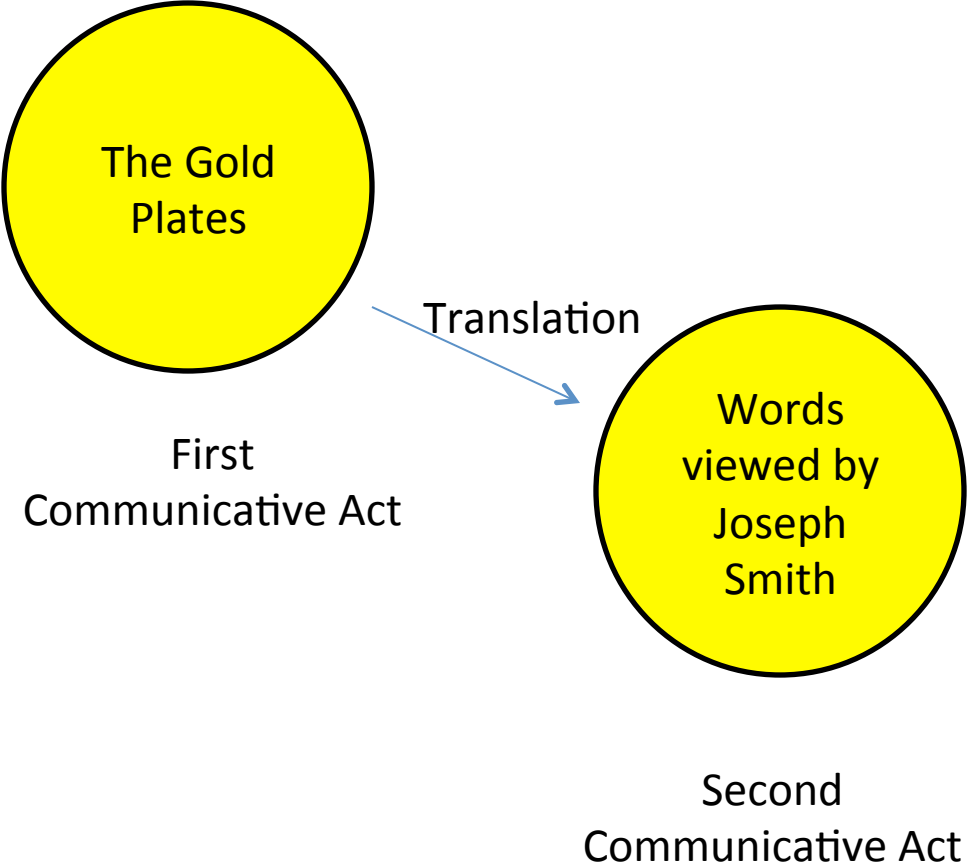 The Gold
Plates
Translation
First
Communicative Act
Words
viewed by
Joseph
Smith
Second
Communicative Act